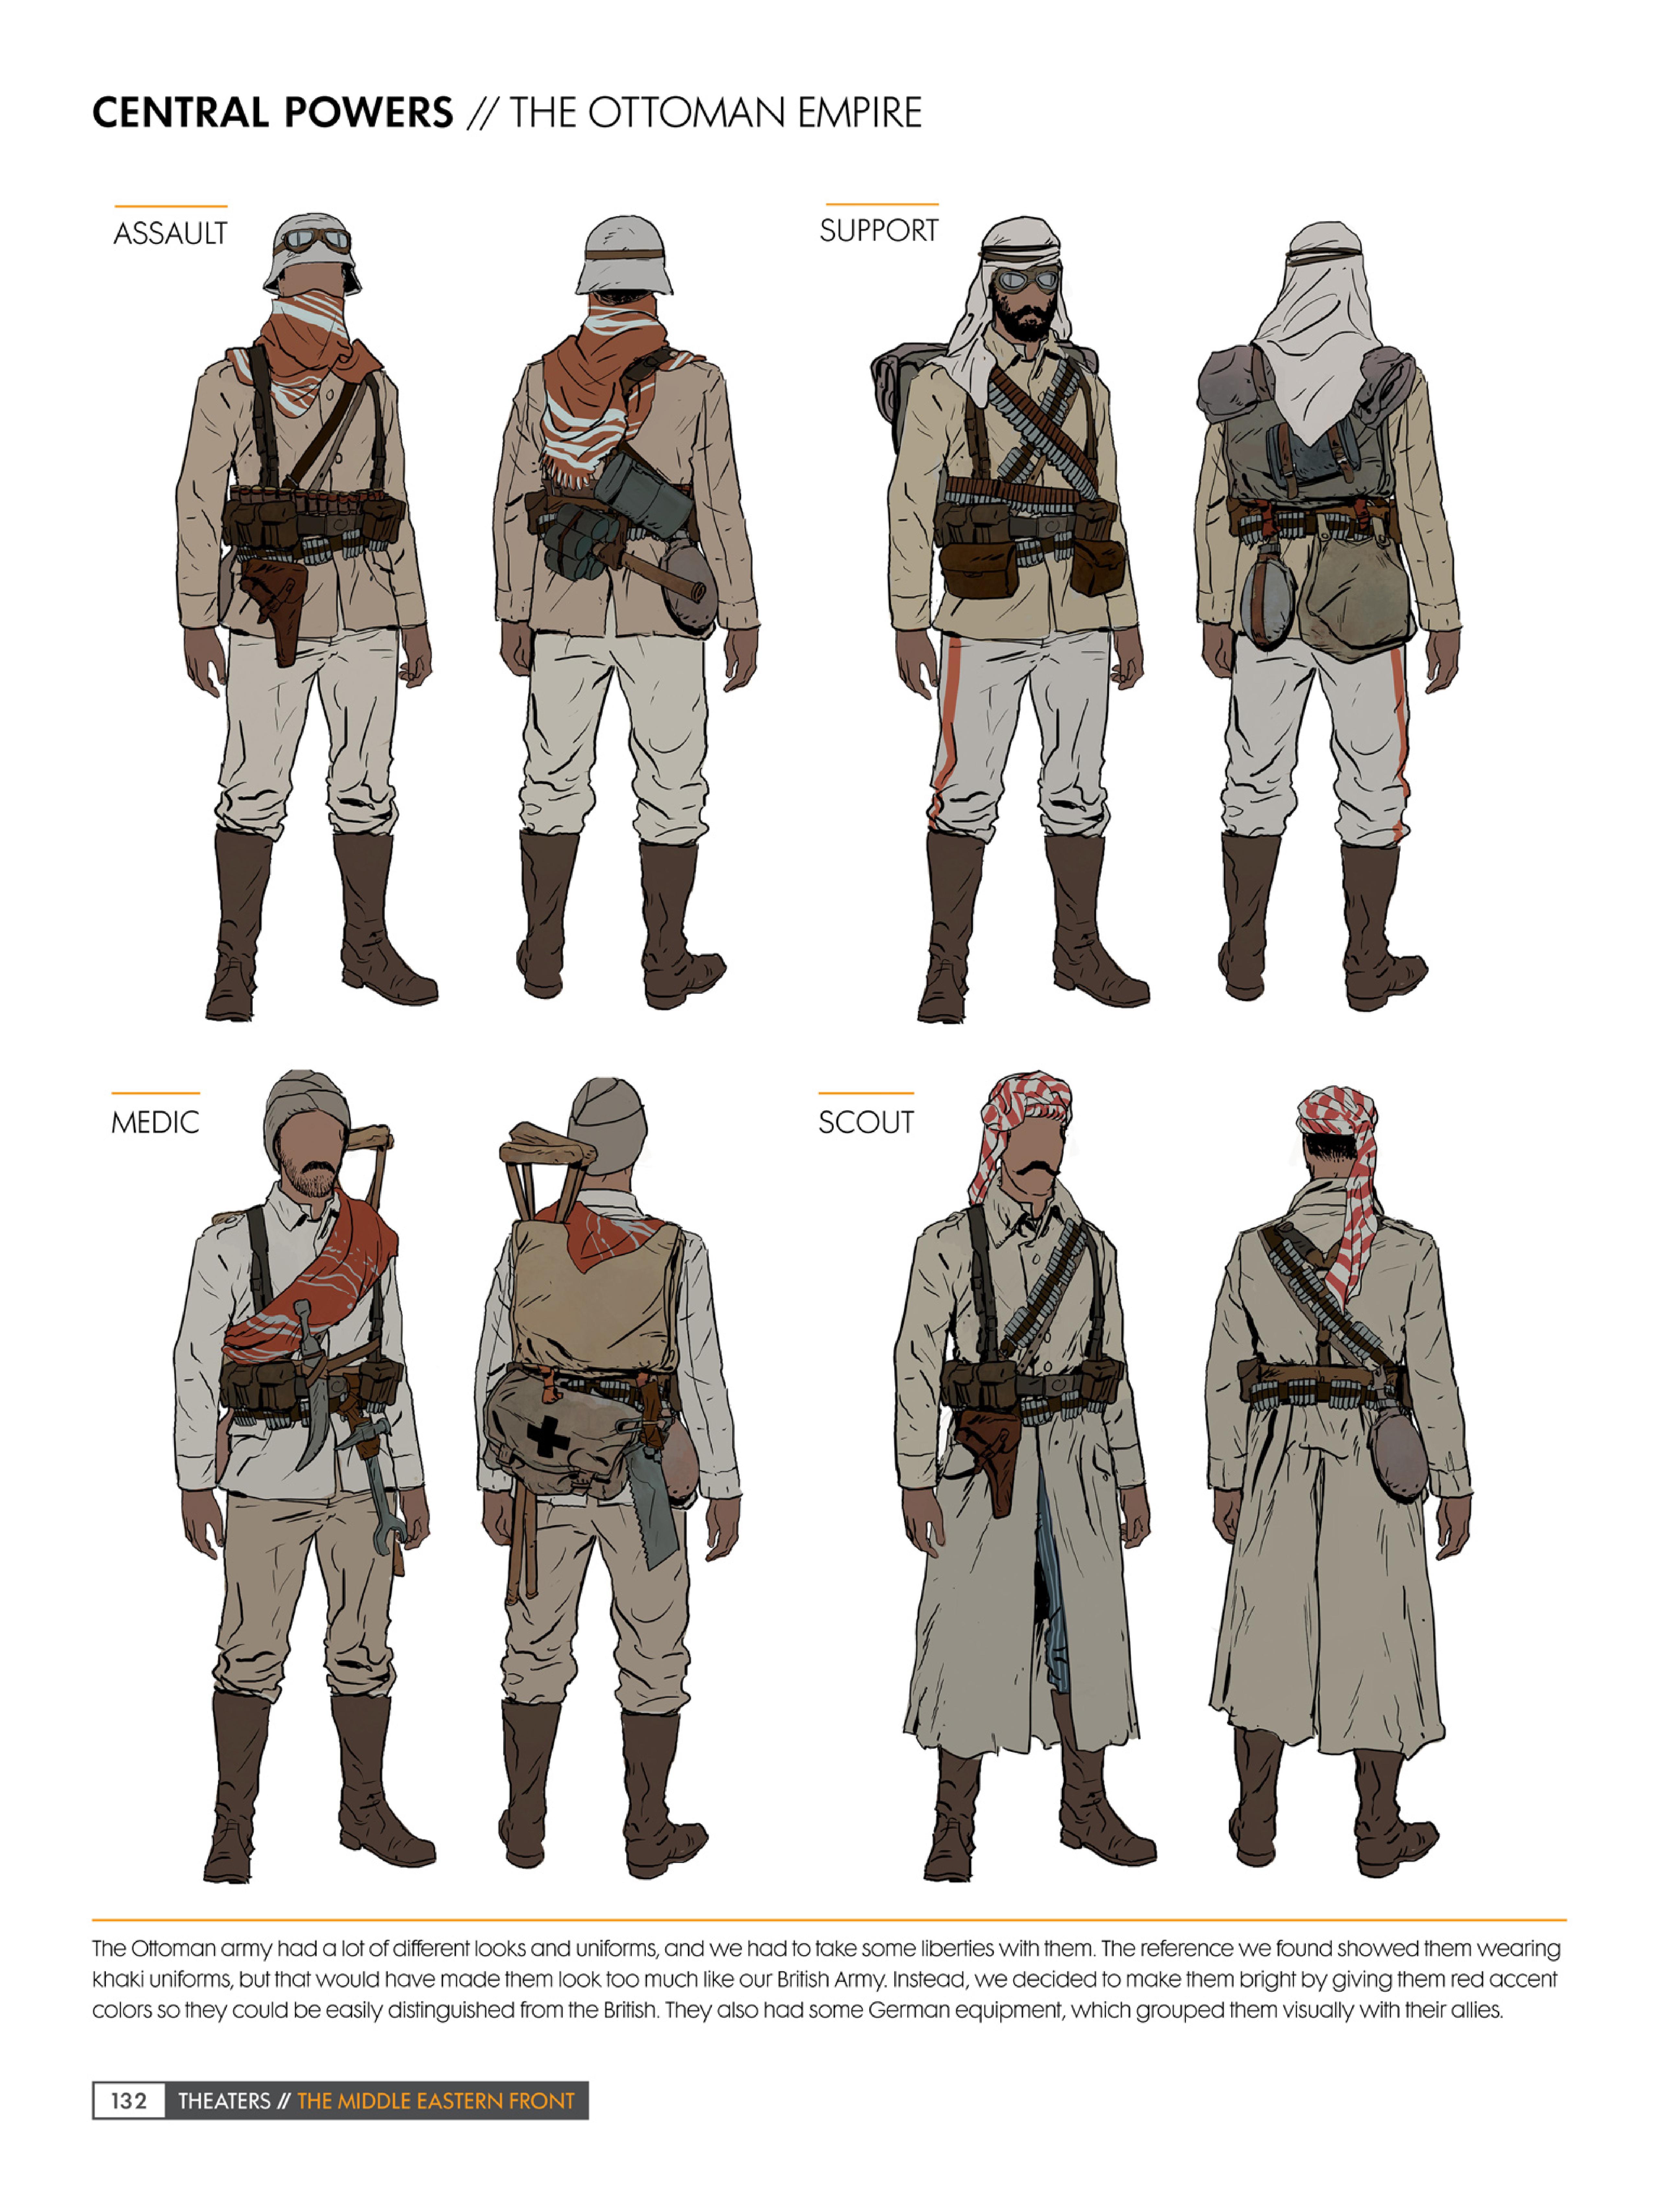 CENTRAL POWERS // THE OTTOMAN EMPIRE
ASSAULT
SUPPORT
MEDIC
SCOUT
The Ottoman army had a lot of different looks and uniforms, and we had to take some liberties with them. The reference we found showed them wearing
khaki uniforms, but that would have made them look too much like our British Army. Instead, we decided to make them bright by giving them red accent
colors so they could be easily distinguished from the British. They also had some German equipment, which grouped them visually with their allies.
132 THEATERS // THE MIDDLE EASTERN FRONT